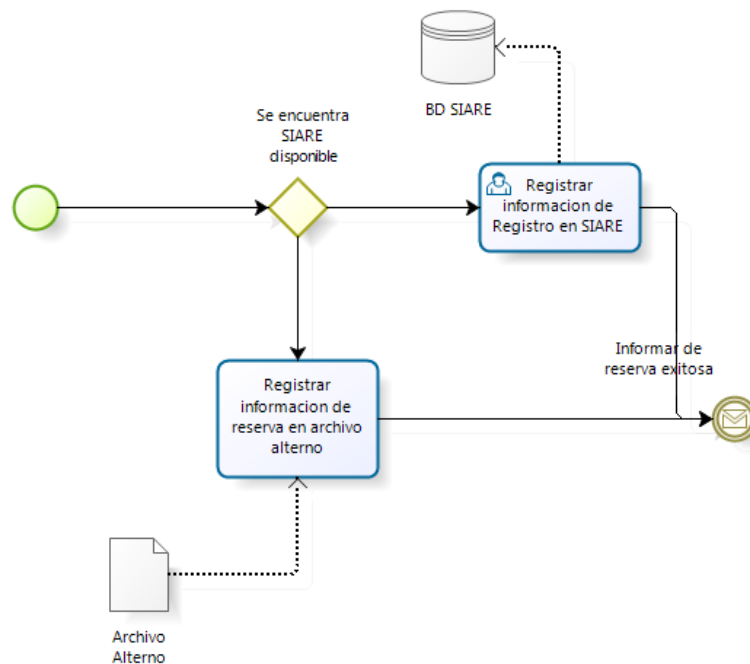 BD SIARE
Se encuentra
SIARE
disponible
Registrar
informacion de
Registro en SIARE
Informar de
reserva exitosa
Registrar
informacion de
reserva en archivo
alterno
Archivo
Alterno